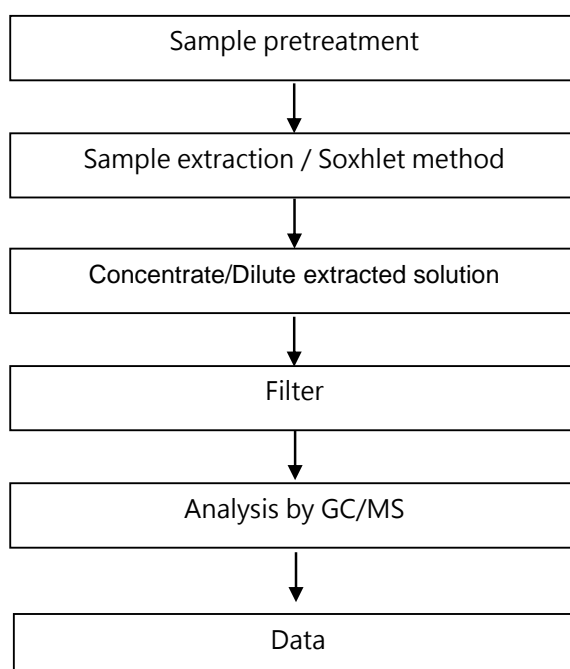 Sample pretreatment
Sample extraction / Soxhlet method
Concentrate/Dilute extracted solution
Filter
Analysis by GC/MS
Data